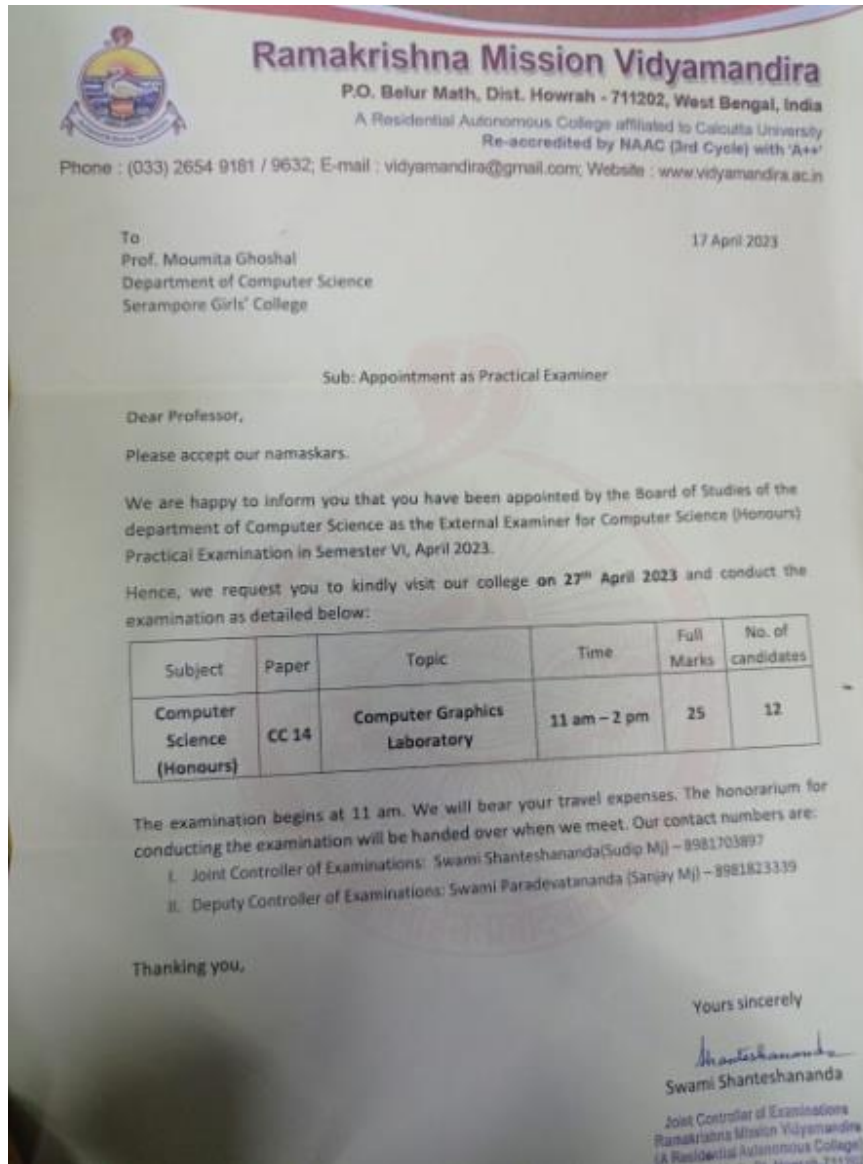 Ramakrishna Mission Vidyamandira
P.O. Belur Math, Dist. Howrah - 711202, West Bengal, India
A Residential Autonomous College affiliated to Calcutta University
Re-accredited by NAAC (3rd Cycle) with 'A++'
Phone : (033) 2654 9181 / 9632; E-mail : vidyamandira@gmail.com; Website : www.vidyamandira.ac.in
To
17 April 2023
Prof. Moumita Ghoshal
Department of Computer Science
Serampore Girls' College
Sub: Appointment as Practical Examiner
Dear Professor,
Please accept our namaskars.
We are happy to inform you that you have been appointed by the Board of Studies of the
department of Computer Science as the External Examiner for Computer Science (Honours)
Practical Examination in Semester VI, April 2023.
Hence, we request you to kindly visit our college on 27th April 2023 and conduct the
examination as detailed below:
Subject Paper Topic Time Full Marks No. of candidates
Computer Science (Honours) CC 14 Computer Graphics Laboratory 11 am – 2 pm 25 12
The examination begins at 11 am. We will bear your travel expenses. The honorarium for
conducting the examination will be handed over when we meet. Our contact numbers are:
I. Joint Controller of Examinations: Swami Shanteshananda(Sudip Mj) – 8981703897
II. Deputy Controller of Examinations: Swami Paradevatananda (Sanjay Mj) – 8981823339
Thanking you,
Yours sincerely
Shanteshananda
Swami Shanteshananda
Joint Controller of Examinations
Ramakrishna Mission Vidyamandira
(A Residential Autonomous College)